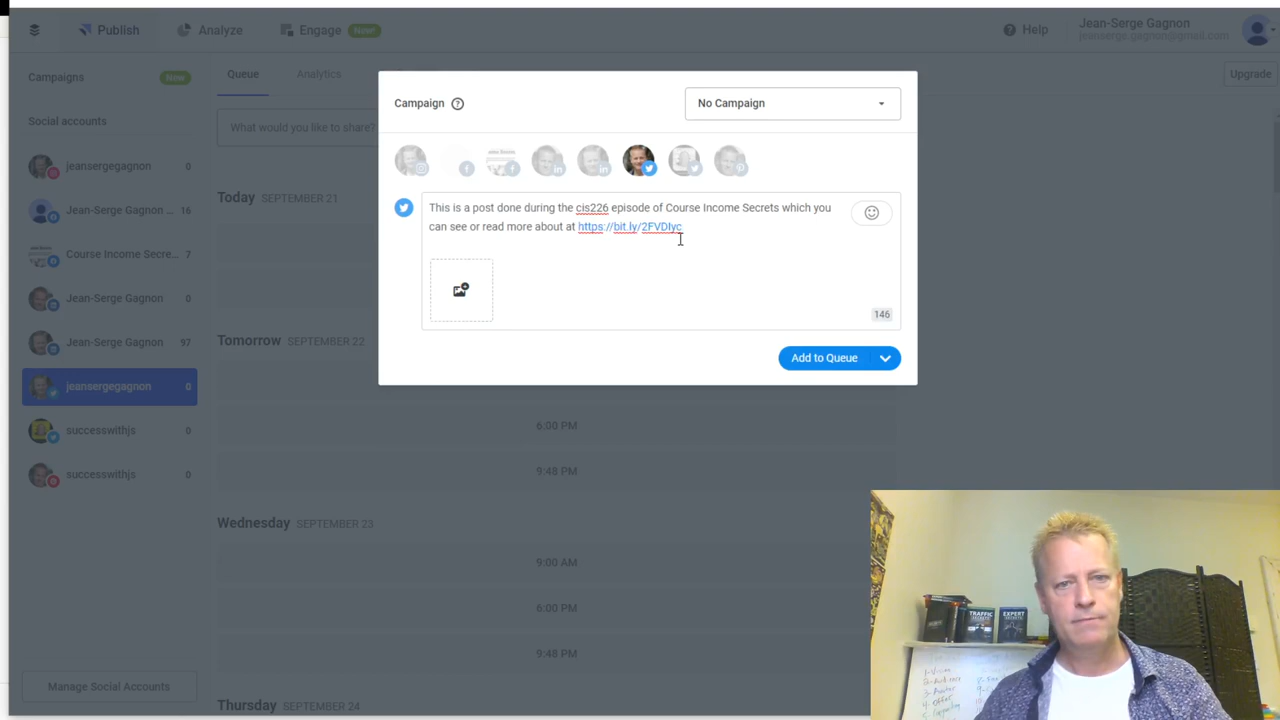 Publish
Analyze
Engage
New!
Help
Jean-Serge Gagnon
jeanserge.gagnon@gmail.com
Campaigns
New
Queue
Analytics
Upgrade
Campaign ?
No Campaign
Social accounts
What would you like to share?
jeansergegagnon 0
Jean-Serge Gagnon ... 16
Course Income Secre... 7
Jean-Serge Gagnon 0
Jean-Serge Gagnon 97
jeansergegagnon 0
successwithjs 0
successwithjs 0
Manage Social Accounts
Today SEPTEMBER 21
This is a post done during the cis226 episode of Course Income Secrets which you
can see or read more about at https://bit.ly/2FVDIyc
146
Add to Queue
Tomorrow SEPTEMBER 22
6:00 PM
9:48 PM
Wednesday SEPTEMBER 23
9:00 AM
6:00 PM
9:48 PM
Thursday SEPTEMBER 24
TRAFFIC
SECRETS
EXPERT
SECRETS